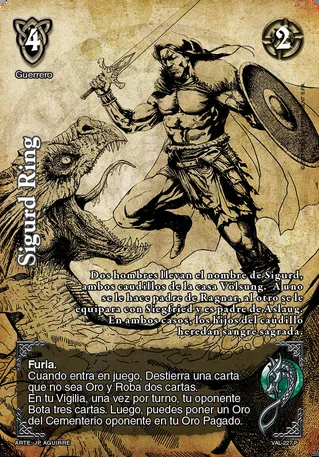 4
2
Guerrero
Sigurd Ring
Dos hombres llevan el nombre de Sigurd,
ambos caudillos de la casa Völsung. A uno
se le hace padre de Ragnar, al otro se le
equipara con Siegfried y es padre de Aslaug.
En ambos casos, los hijos del caudillo
heredan sangre sagrada.
Furia.
Cuando entra en juego, Destierra una carta
que no sea Oro y Roba dos cartas.
En tu Vigilia, una vez por turno, tu oponente
Bota tres cartas. Luego, puedes poner un Oro
del Cementerio oponente en tu Oro Pagado.
ARTE: JP. AGUIRRE
VAL-227/P